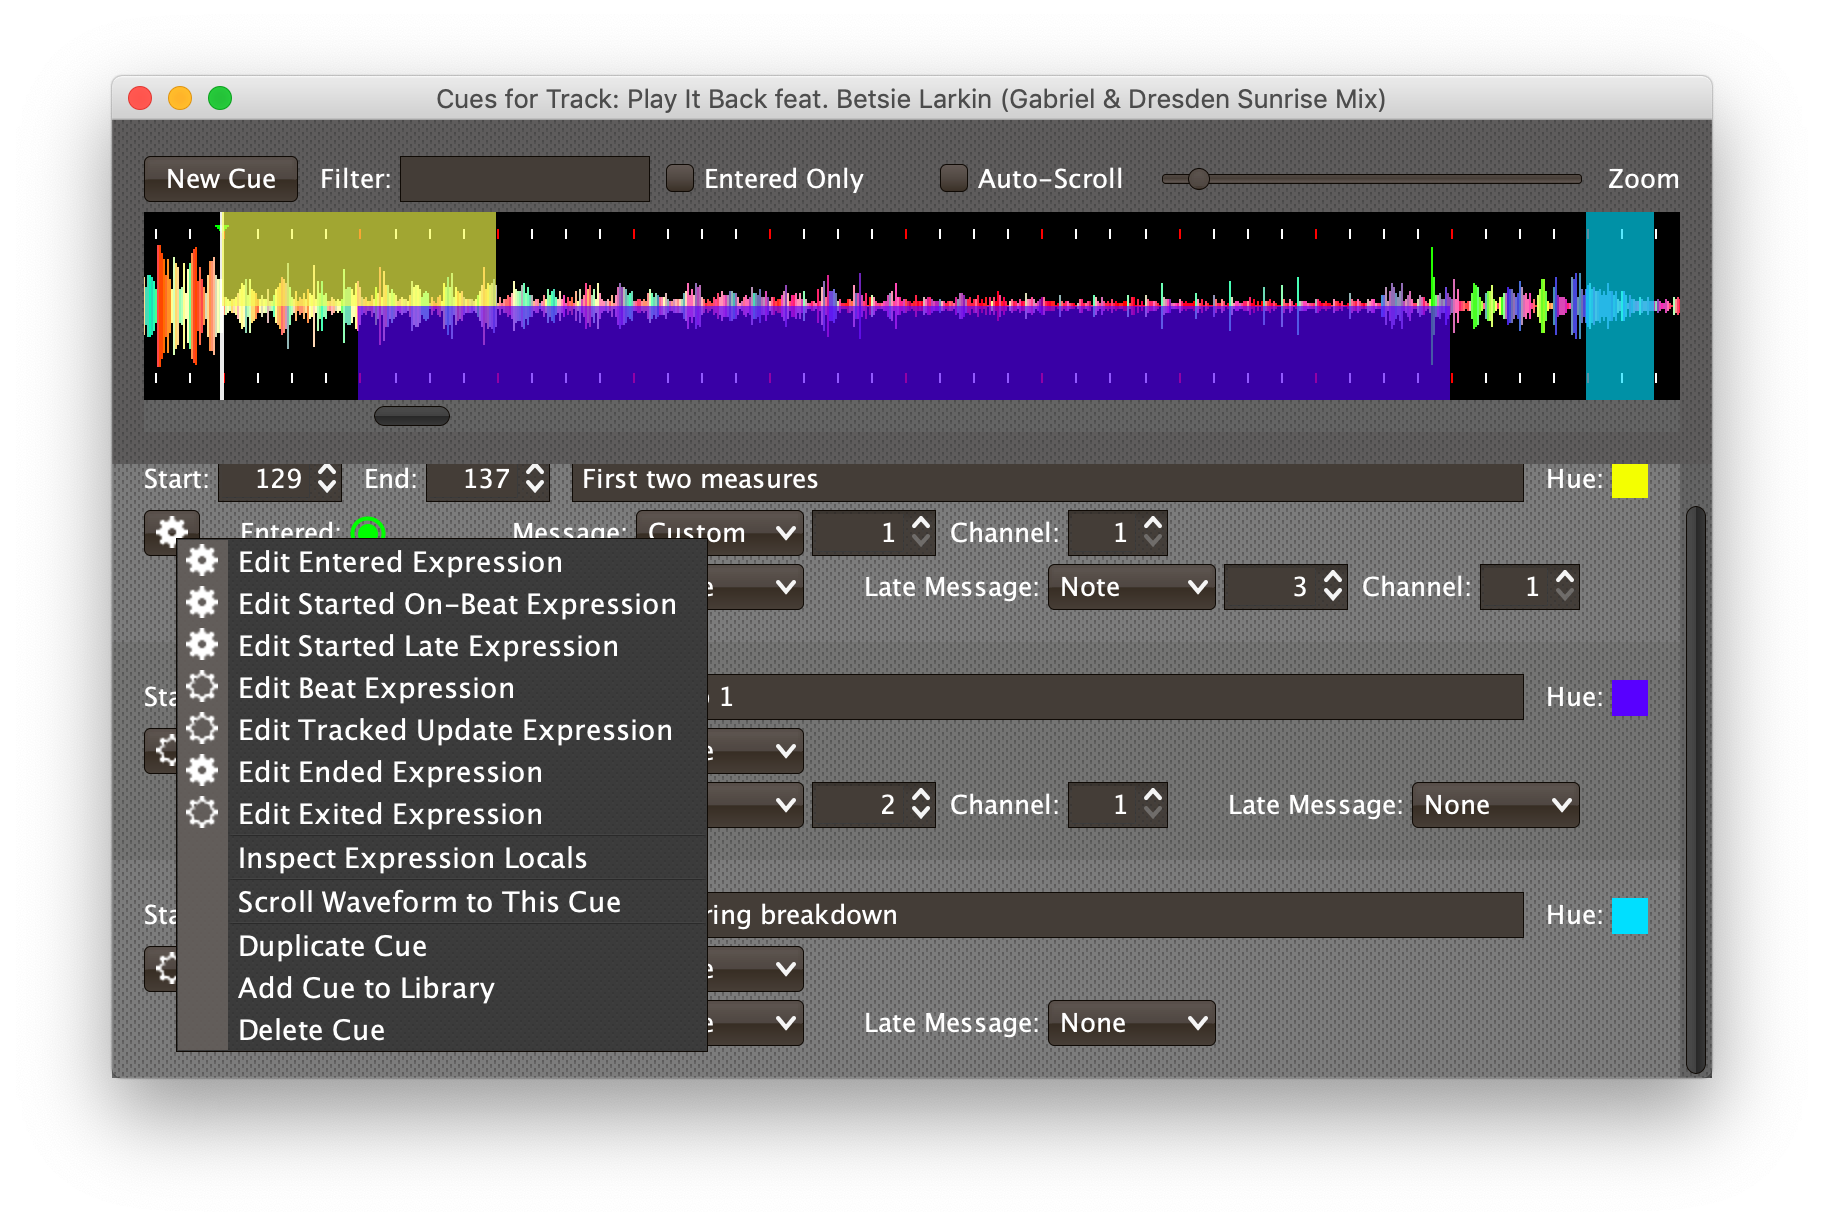 Cues for Track: Play It Back feat. Betsie Larkin (Gabriel & Dresden Sunrise Mix)
New Cue Filter: Entered Only Auto-Scroll Zoom
Start: 129 End: 137 First two measures Hue:
Entered: Message: Custom 1 Channel: 1
Edit Entered Expression
Late Message: Note 3 Channel: 1
Edit Started On-Beat Expression
Edit Started Late Expression
Edit Beat Expression
1 Hue:
Edit Tracked Update Expression
Edit Ended Expression
Edit Exited Expression
2 Channel: 1 Late Message: None
Inspect Expression Locals
Scroll Waveform to This Cue
ring breakdown Hue:
Duplicate Cue
Add Cue to Library
Delete Cue
Late Message: None